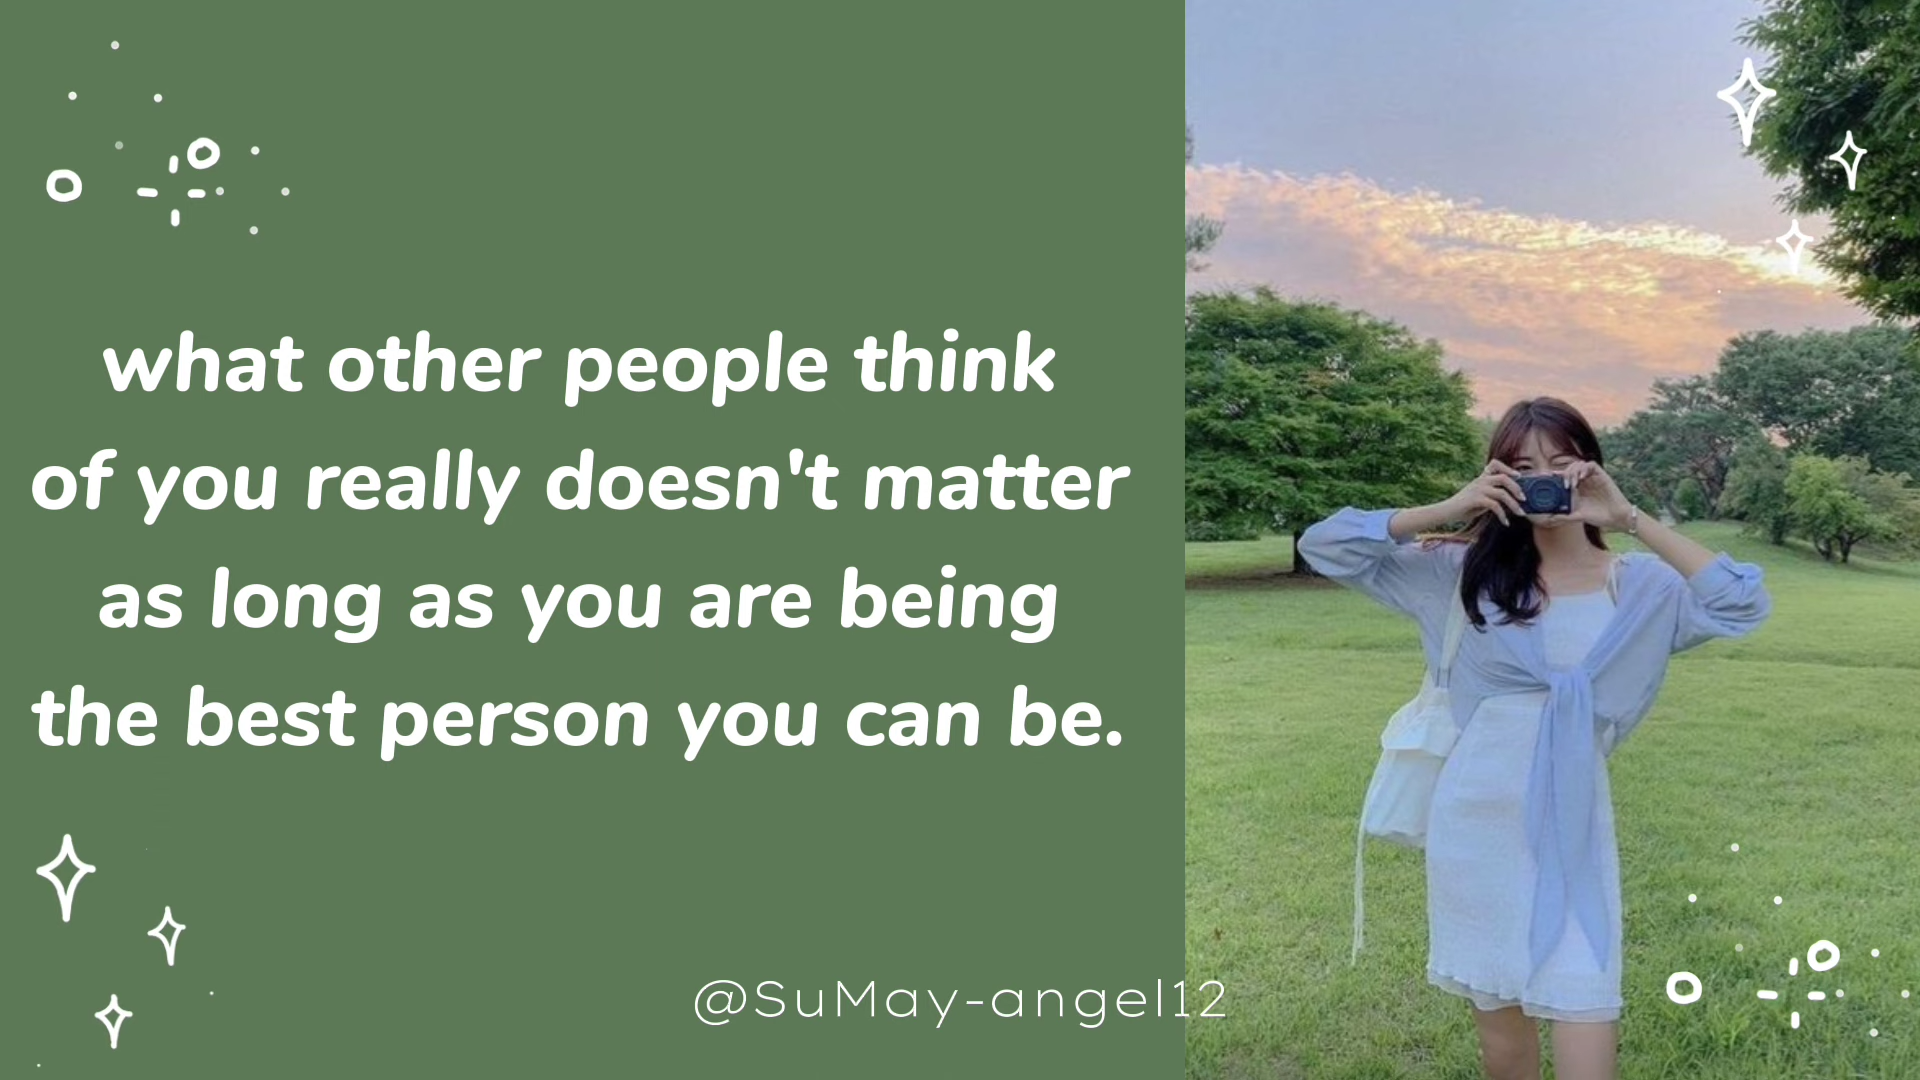 what other people think
of you really doesn't matter
as long as you are being
the best person you can be.
@SuMay-angel12